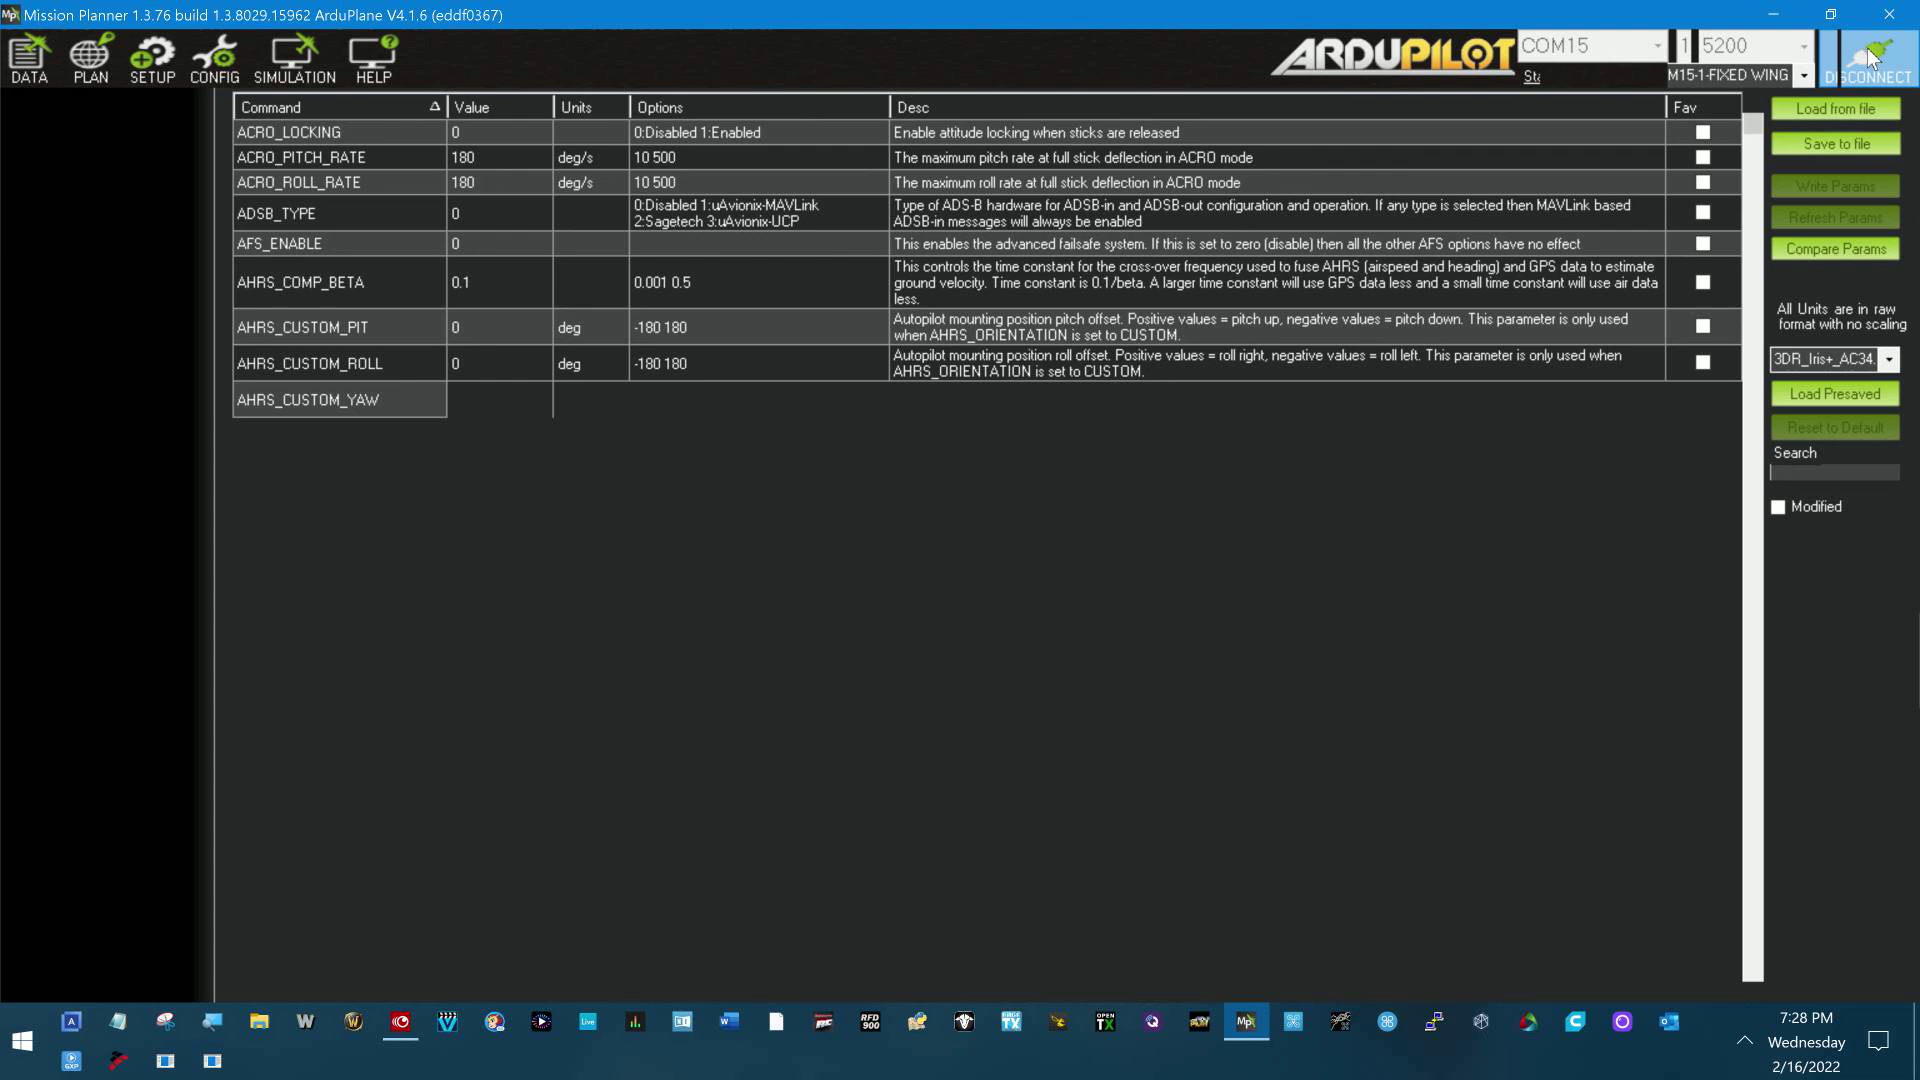 Mission Planner 1.3.76 build 1.3.8029.15962 ArduPlane V4.1.6 (eddf0367)
DATA PLAN SETUP CONFIG SIMULATION HELP
ARDUPILOT
COM15
1 5200
M15-1-FIXED WING
DISCONNECT
Command Value Units Options Desc Fav
ACRO_LOCKING 0 0:Disabled 1:Enabled Enable attitude locking when sticks are released
ACRO_PITCH_RATE 180 deg/s 10 500 The maximum pitch rate at full stick deflection in ACRO mode
ACRO_ROLL_RATE 180 deg/s 10 500 The maximum roll rate at full stick deflection in ACRO mode
ADSB_TYPE 0 0:Disabled 1:uAvionix-MAVLink
2:Sagetech 3:uAvionix-UCP
Type of ADS-B hardware for ADSB-in and ADSB-out configuration and operation. If any type is selected then MAVLink based
ADSB-in messages will always be enabled
AFS_ENABLE 0 This enables the advanced failsafe system. If this is set to zero (disable) then all the other AFS options have no effect
AHRS_COMP_BETA 0.1 0.001 0.5
This controls the time constant for the cross-over frequency used to fuse AHRS (airspeed and heading) and GPS data to estimate
ground velocity. Time constant is 0.1/beta. A larger time constant will use GPS data less and a small time constant will use air data
less.
AHRS_CUSTOM_PIT 0 deg -180 180
Autopilot mounting position pitch offset. Positive values = pitch up, negative values = pitch down. This parameter is only used
when AHRS_ORIENTATION is set to CUSTOM.
AHRS_CUSTOM_ROLL 0 deg -180 180
Autopilot mounting position roll offset. Positive values = roll right, negative values = roll left. This parameter is only used when
AHRS_ORIENTATION is set to CUSTOM.
AHRS_CUSTOM_YAW
Load from file
Save to file
Write Params
Refresh Params
Compare Params
All Units are in raw
format with no scaling
3DR_Iris+_AC34.
Load Presaved
Reset to Default
Search
Modified
Live
RFD
900
TX
OPEN
TX
Mp
GXP
7:28 PM
Wednesday
2/16/2022